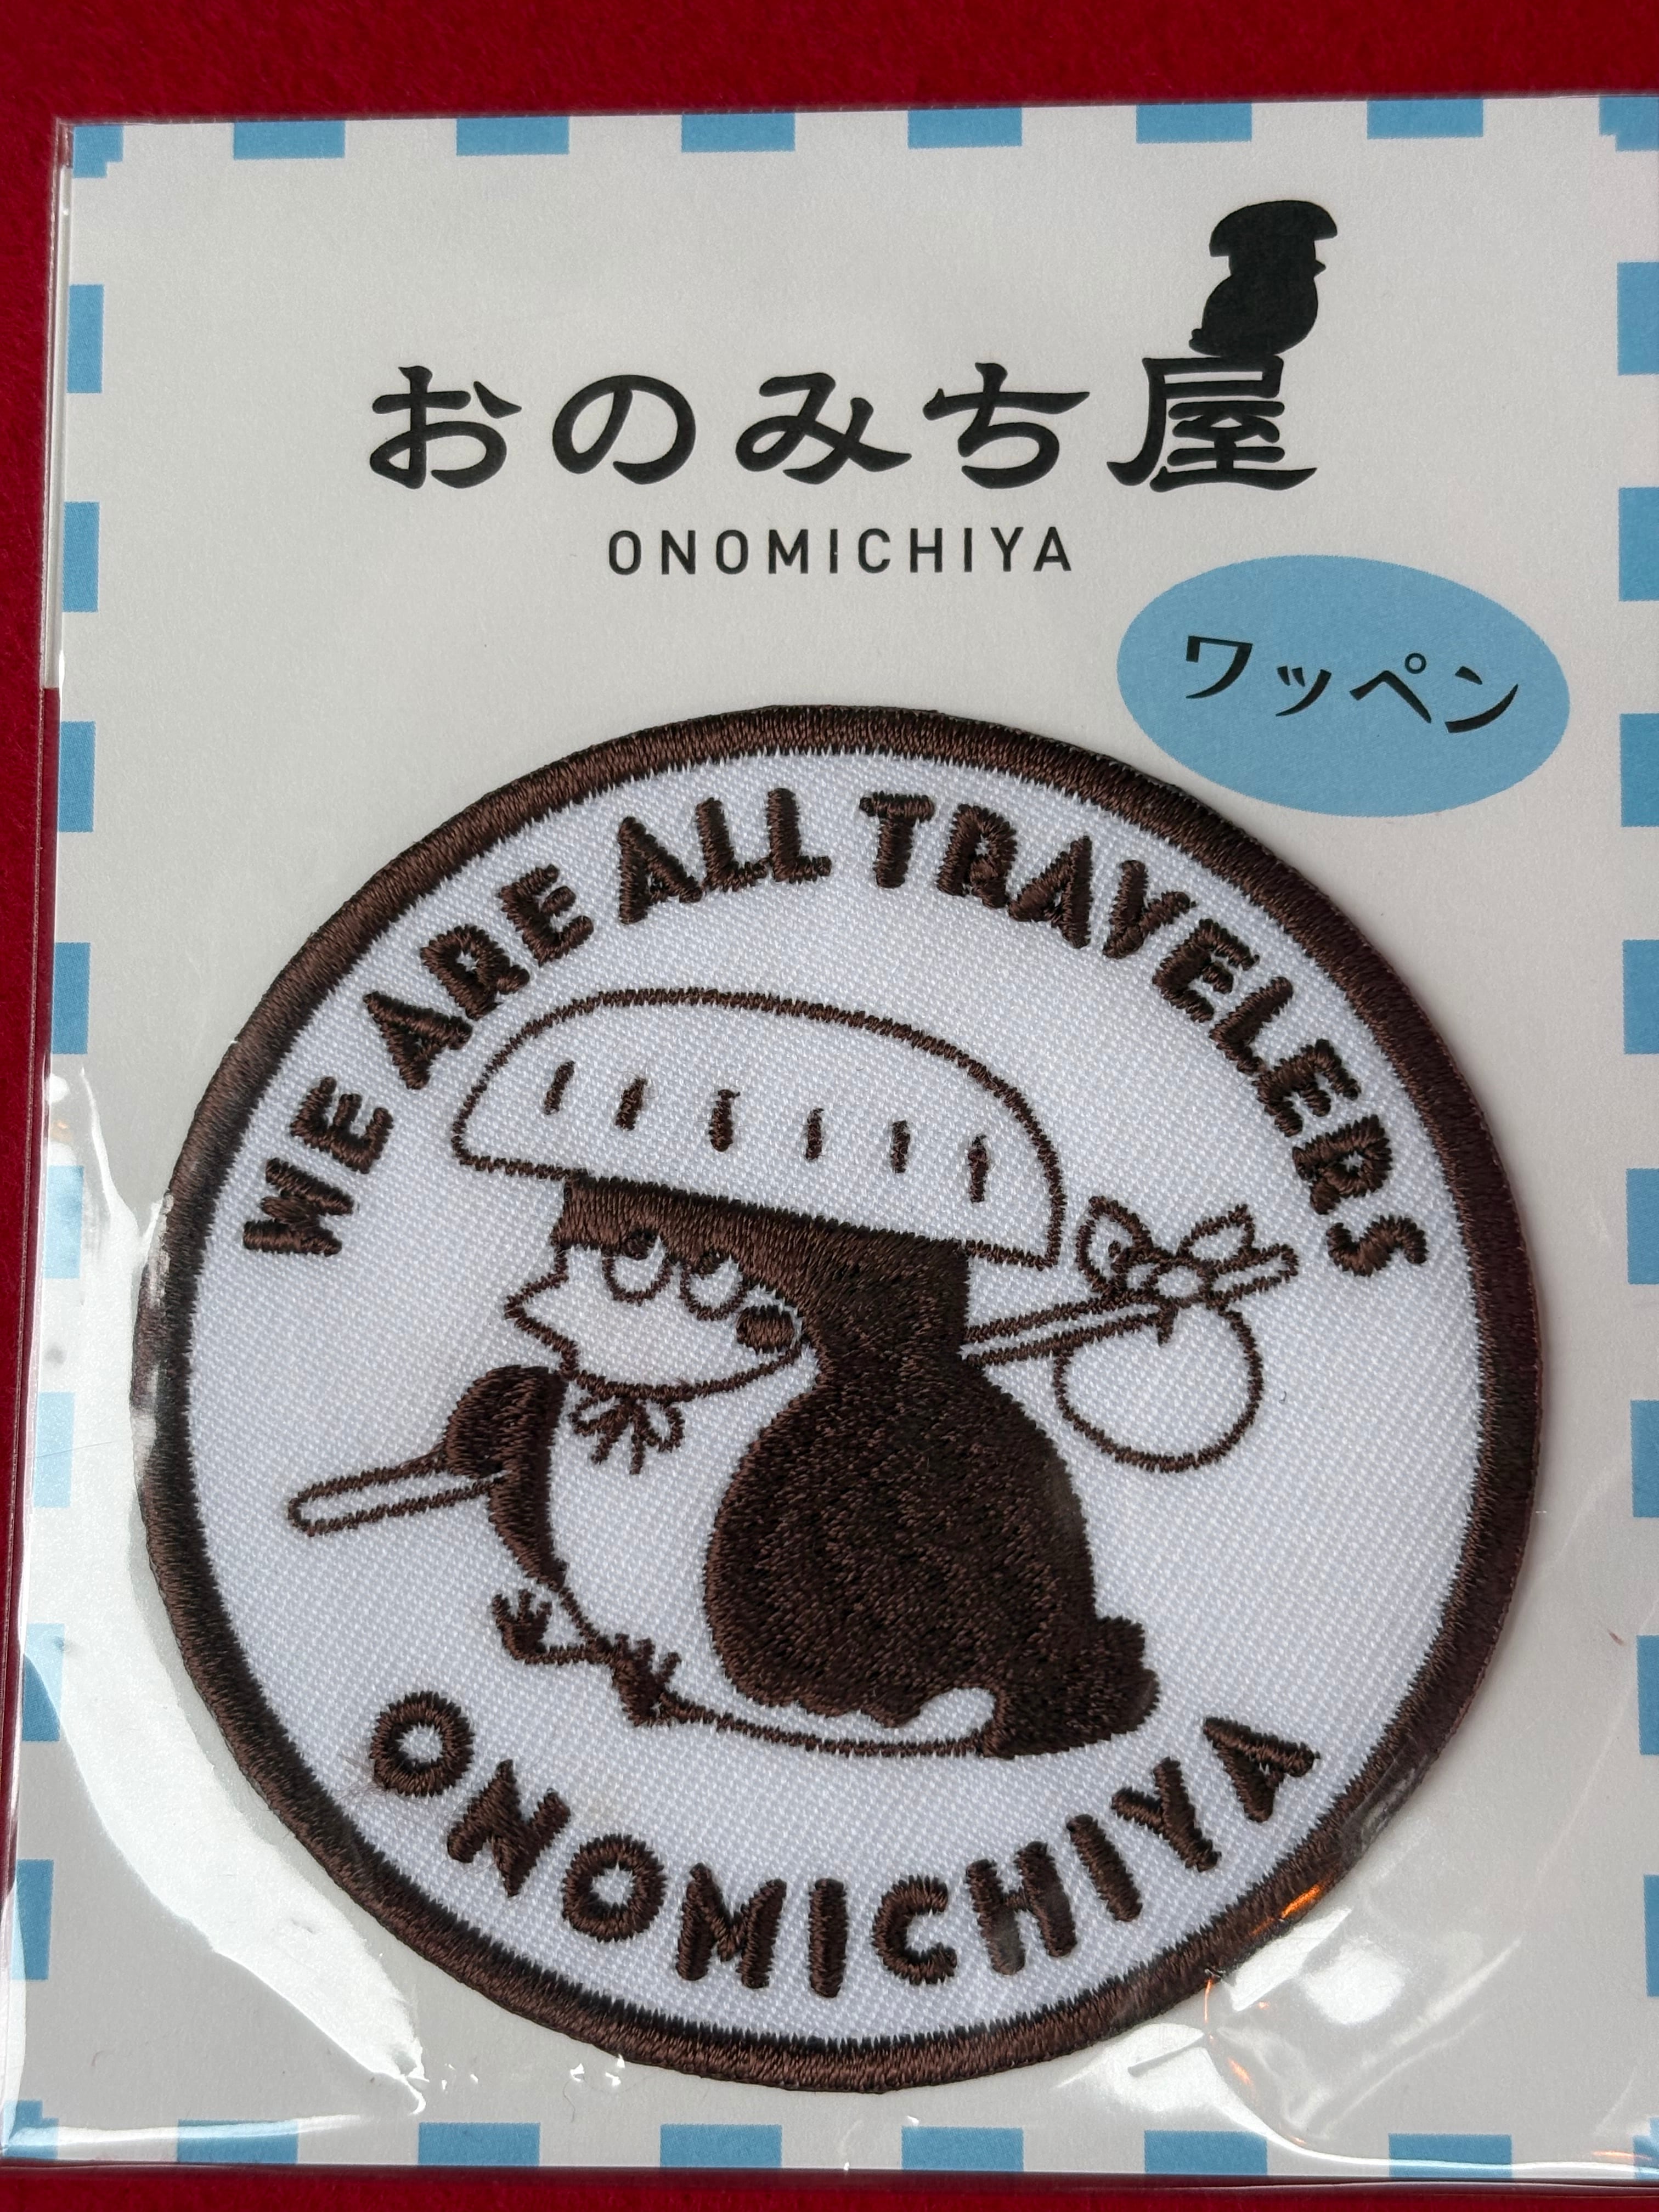 おのみち屋
ONOMICHIYA
ワッペン
WE ARE ALL TRAVELERS
ONOMICHIYA